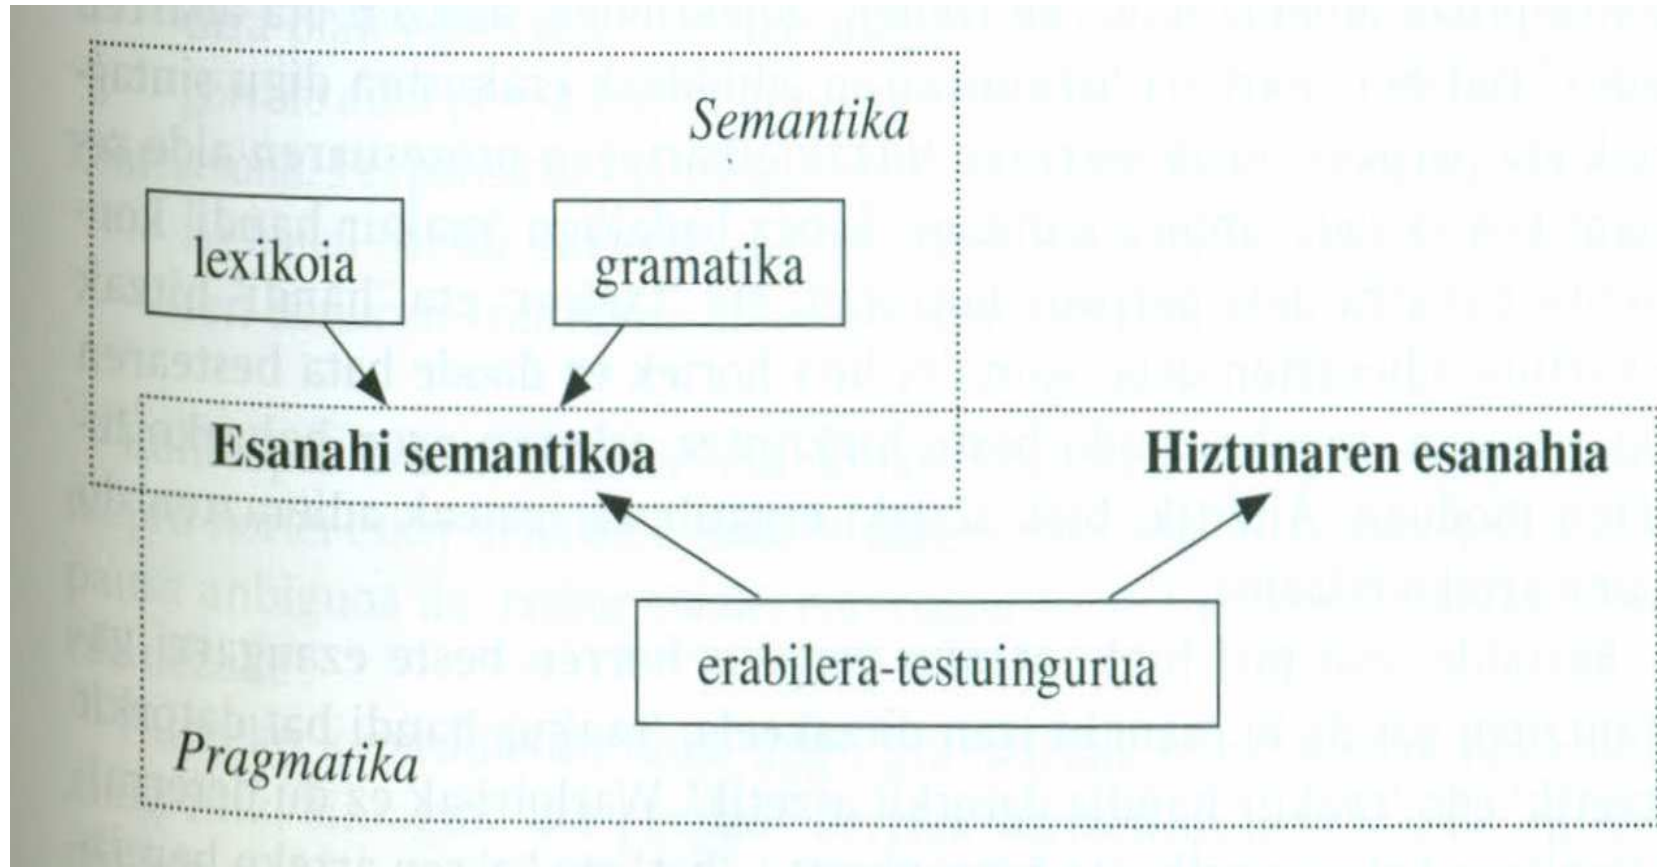 Semantika
lexikoia
gramatika
Esanahi semantikoa
Hiztunaren esanahia
erabilera-testuingurua
Pragmatika